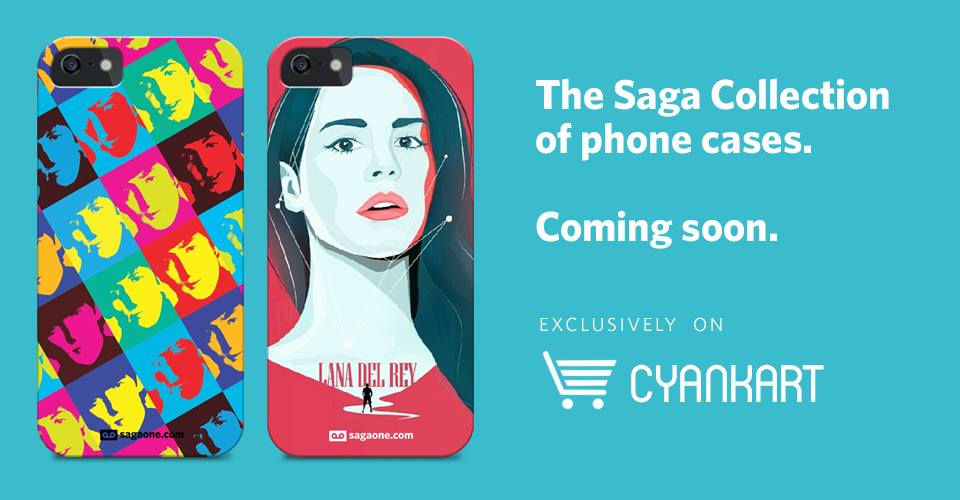 The Saga Collection
of phone cases.
Coming soon.
EXCLUSIVELY ON
CYANKART
LANA DEL REY
sagaone.com
sagaone.com